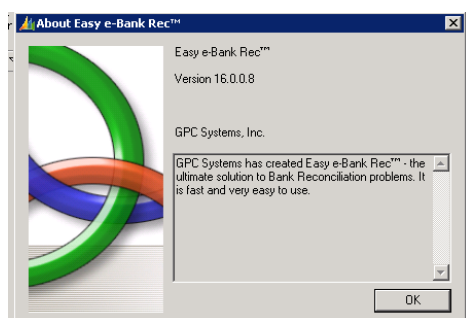 About Easy e-Bank Rec™
Easy e-Bank Rec™
Version 16.0.0.8
GPC Systems, Inc.
GPC Systems has created Easy e-Bank Rec™ - the
ultimate solution to Bank Reconciliation problems. It
is fast and very easy to use.
OK